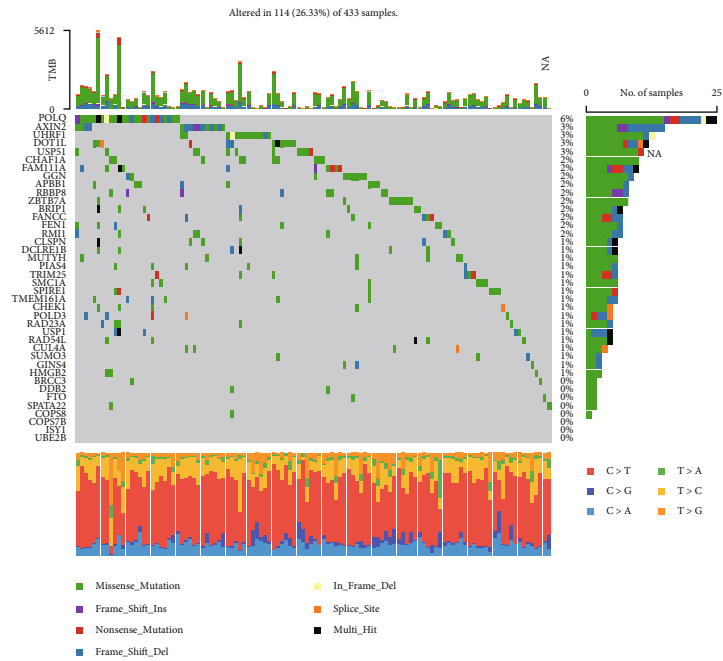 Altered in 114 (26.33%) of 433 samples.
5612
TMB
0
NA
0 No. of samples 25
POLQ 6%
AXIN2 3%
UHRF1 3%
DOT1L 3%
USP51 3% NA
CHAF1A 2%
FAM111A 2%
GGN 2%
APBB1 2%
RBBP8 2%
ZBTB7A 2%
BRIP1 2%
FANCC 2%
FEN1 2%
RMI1 2%
CLSPN 1%
DCLRE1B 1%
MUTYH 1%
PIAS4 1%
TRIM25 1%
SMC1A 1%
SPIRE1 1%
TMEM161A 1%
CHEK1 1%
POLD3 1%
RAD23A 1%
USP1 1%
RAD54L 1%
CUL4A 1%
SUMO3 1%
GINS4 1%
HMGB2 1%
BRCC3 0%
DDB2 0%
FTO 0%
SPATA22 0%
COPS8 0%
COPS7B 0%
ISY1 0%
UBE2B 0%
C > T T > A
C > G T > C
C > A T > G
Missense_Mutation In_Frame_Del
Frame_Shift_Ins Splice_Site
Nonsense_Mutation Multi_Hit
Frame_Shift_Del